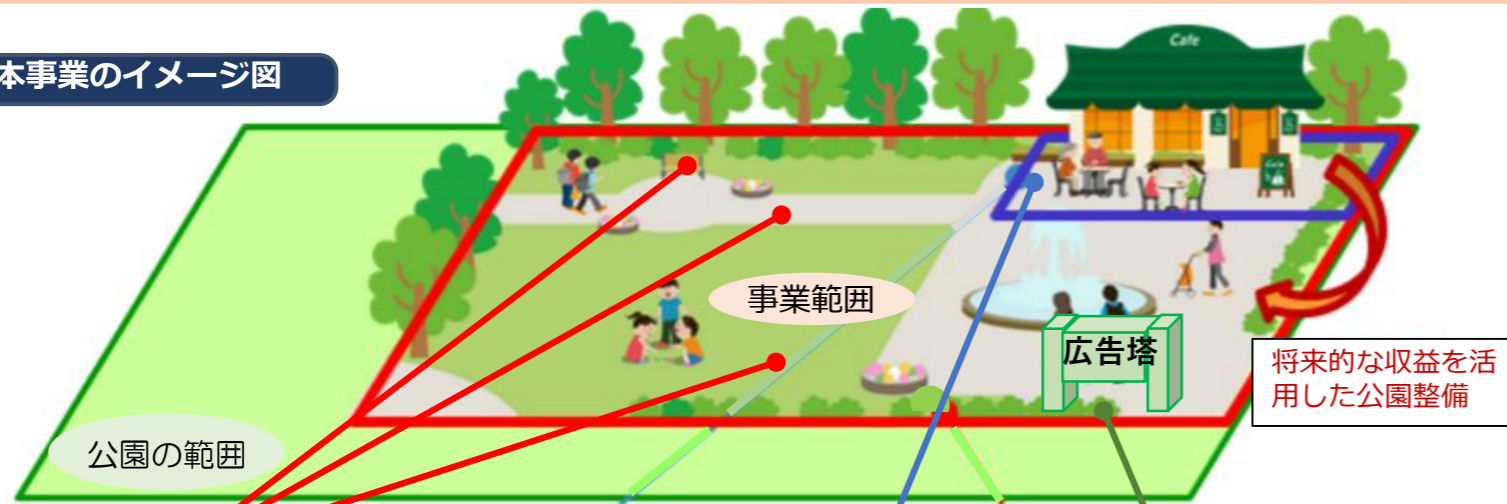 本事業のイメージ図
Cafe
Cafe
事業範囲
広告塔
将来的な収益を活
用した公園整備
公園の範囲